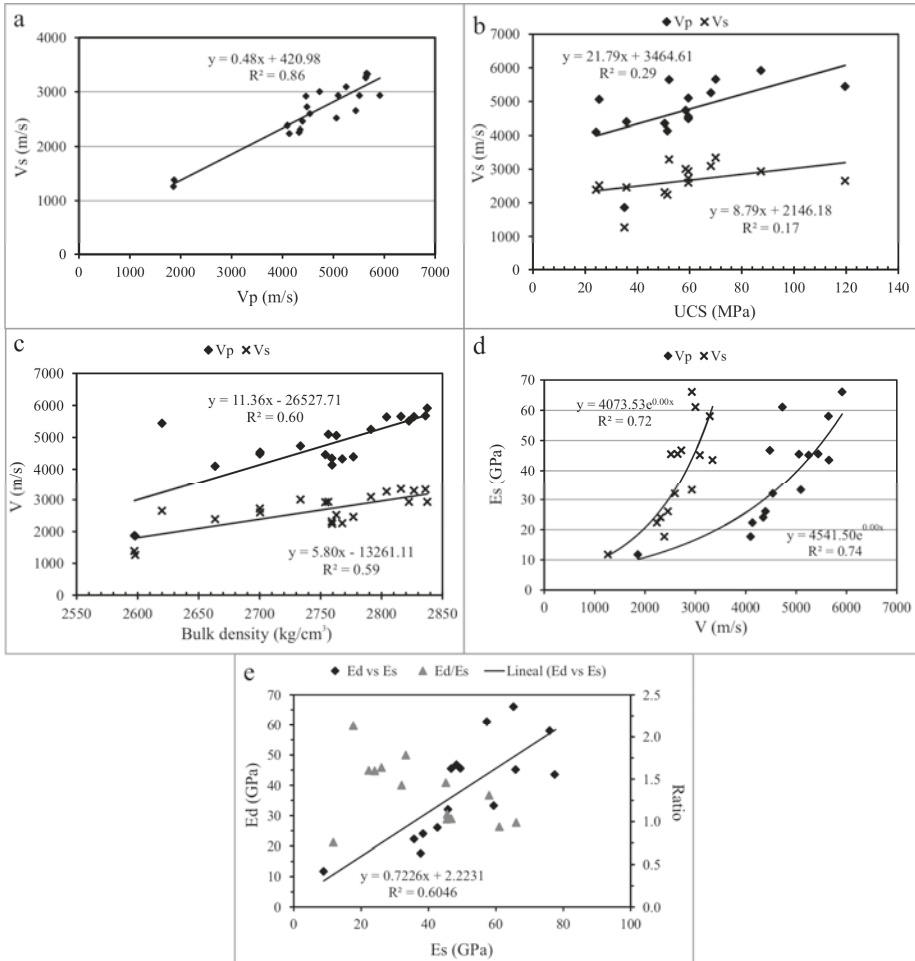 a
4000
3000
2000
1000
0
Vs (m/s)
y = 0.48x + 420.98
R² = 0.86
0 1000 2000 3000 4000 5000 6000 7000
Vp (m/s)
b
Vp Vs
7000
6000
5000
4000
3000
2000
1000
0
Vs (m/s)
y = 21.79x + 3464.61
R² = 0.29
y = 8.79x + 2146.18
R² = 0.17
0 20 40 60 80 100 120 140
UCS (MPa)
c
Vp Vs
7000
6000
5000
4000
3000
2000
1000
0
V (m/s)
y = 11.36x - 26527.71
R² = 0.60
y = 5.80x - 13261.11
R² = 0.59
2550 2600 2650 2700 2750 2800 2850
Bulk density (kg/cm³)
d
Vp Vs
Es (GPa)
60
50
40
30
20
10
0
Es (GPa)
y = 4073.53e^0.00x
R² = 0.72
y = 4541.50e^0.00x
R² = 0.74
0 1000 2000 3000 4000 5000 6000 7000
V (m/s)
e
Ed vs Es Ed/Es Lineal (Ed vs Es)
70
60
50
40
30
20
10
0
Ed (GPa)
y = 0.7226x + 2.2231
R² = 0.6046
2.5
2.0
1.5
1.0
0.5
0.0
Ratio
0 20 40 60 80 100
Es (GPa)